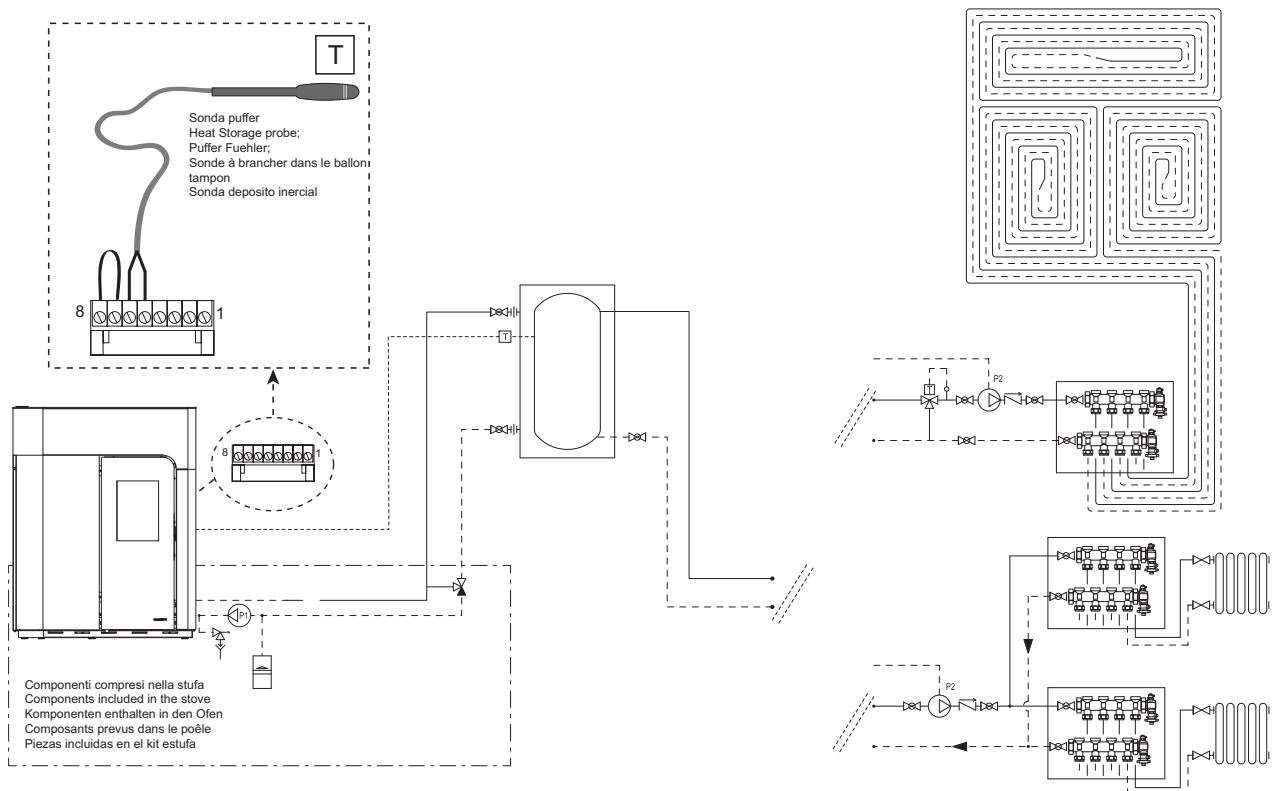 T
Sonda puffer
Heat Storage probe;
Puffer Fuehler;
Sonde à brancher dans le ballon
tampon
Sonda deposito inercial
8
1
T
8
1
P1
Componenti compresi nella stufa
Components included in the stove
Komponenten enthalten in den Ofen
Composants prevus dans le poêle
Piezas incluidas en el kit estufa
T
P2
P2